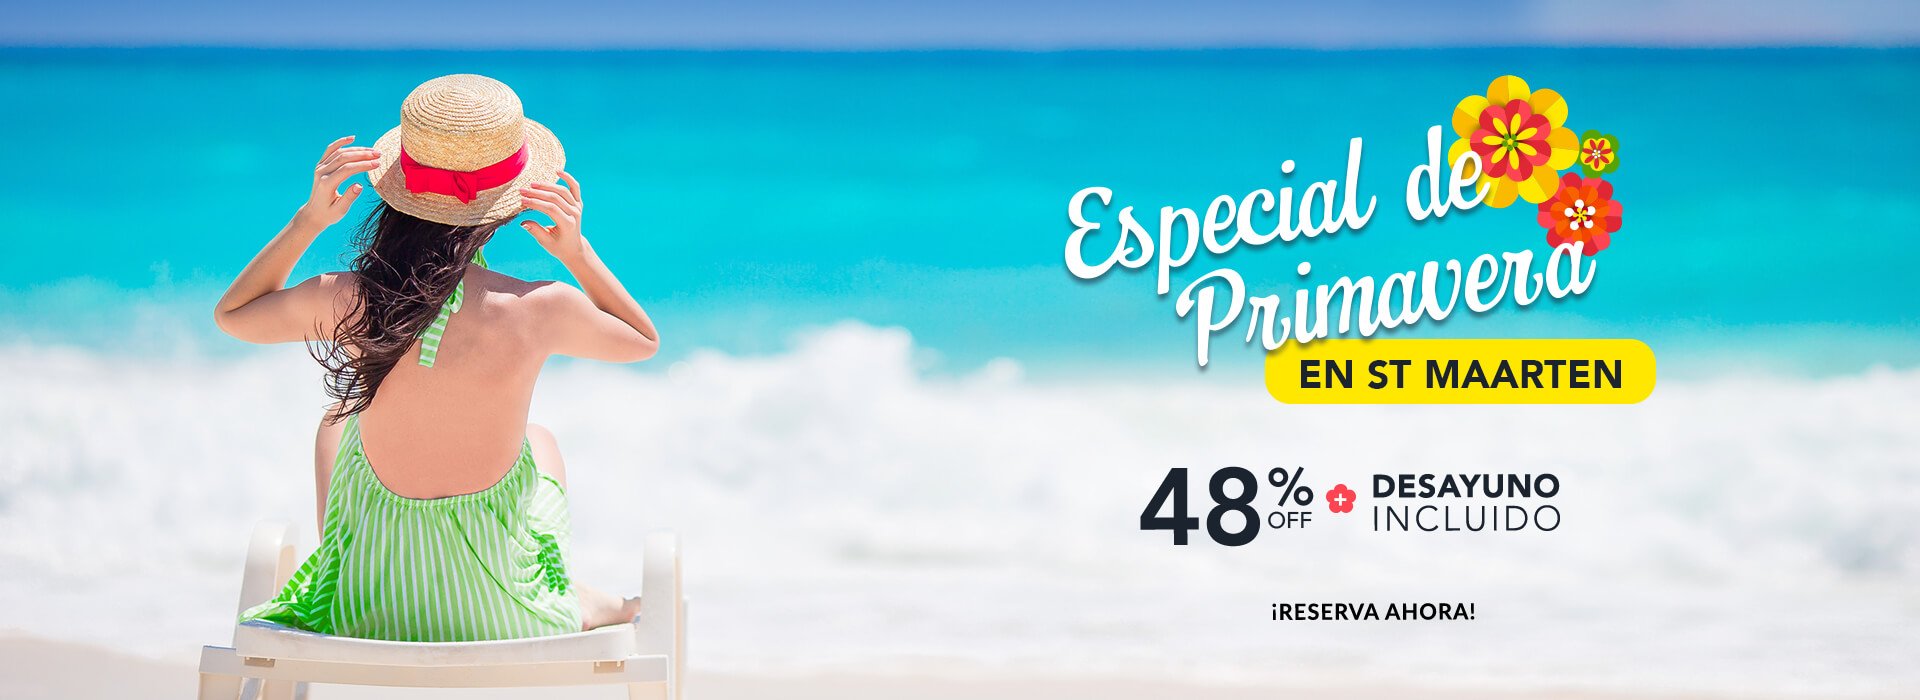 Especial de
Primavera
EN ST MAARTEN
48% OFF + DESAYUNO
INCLUIDO
¡RESERVA AHORA!